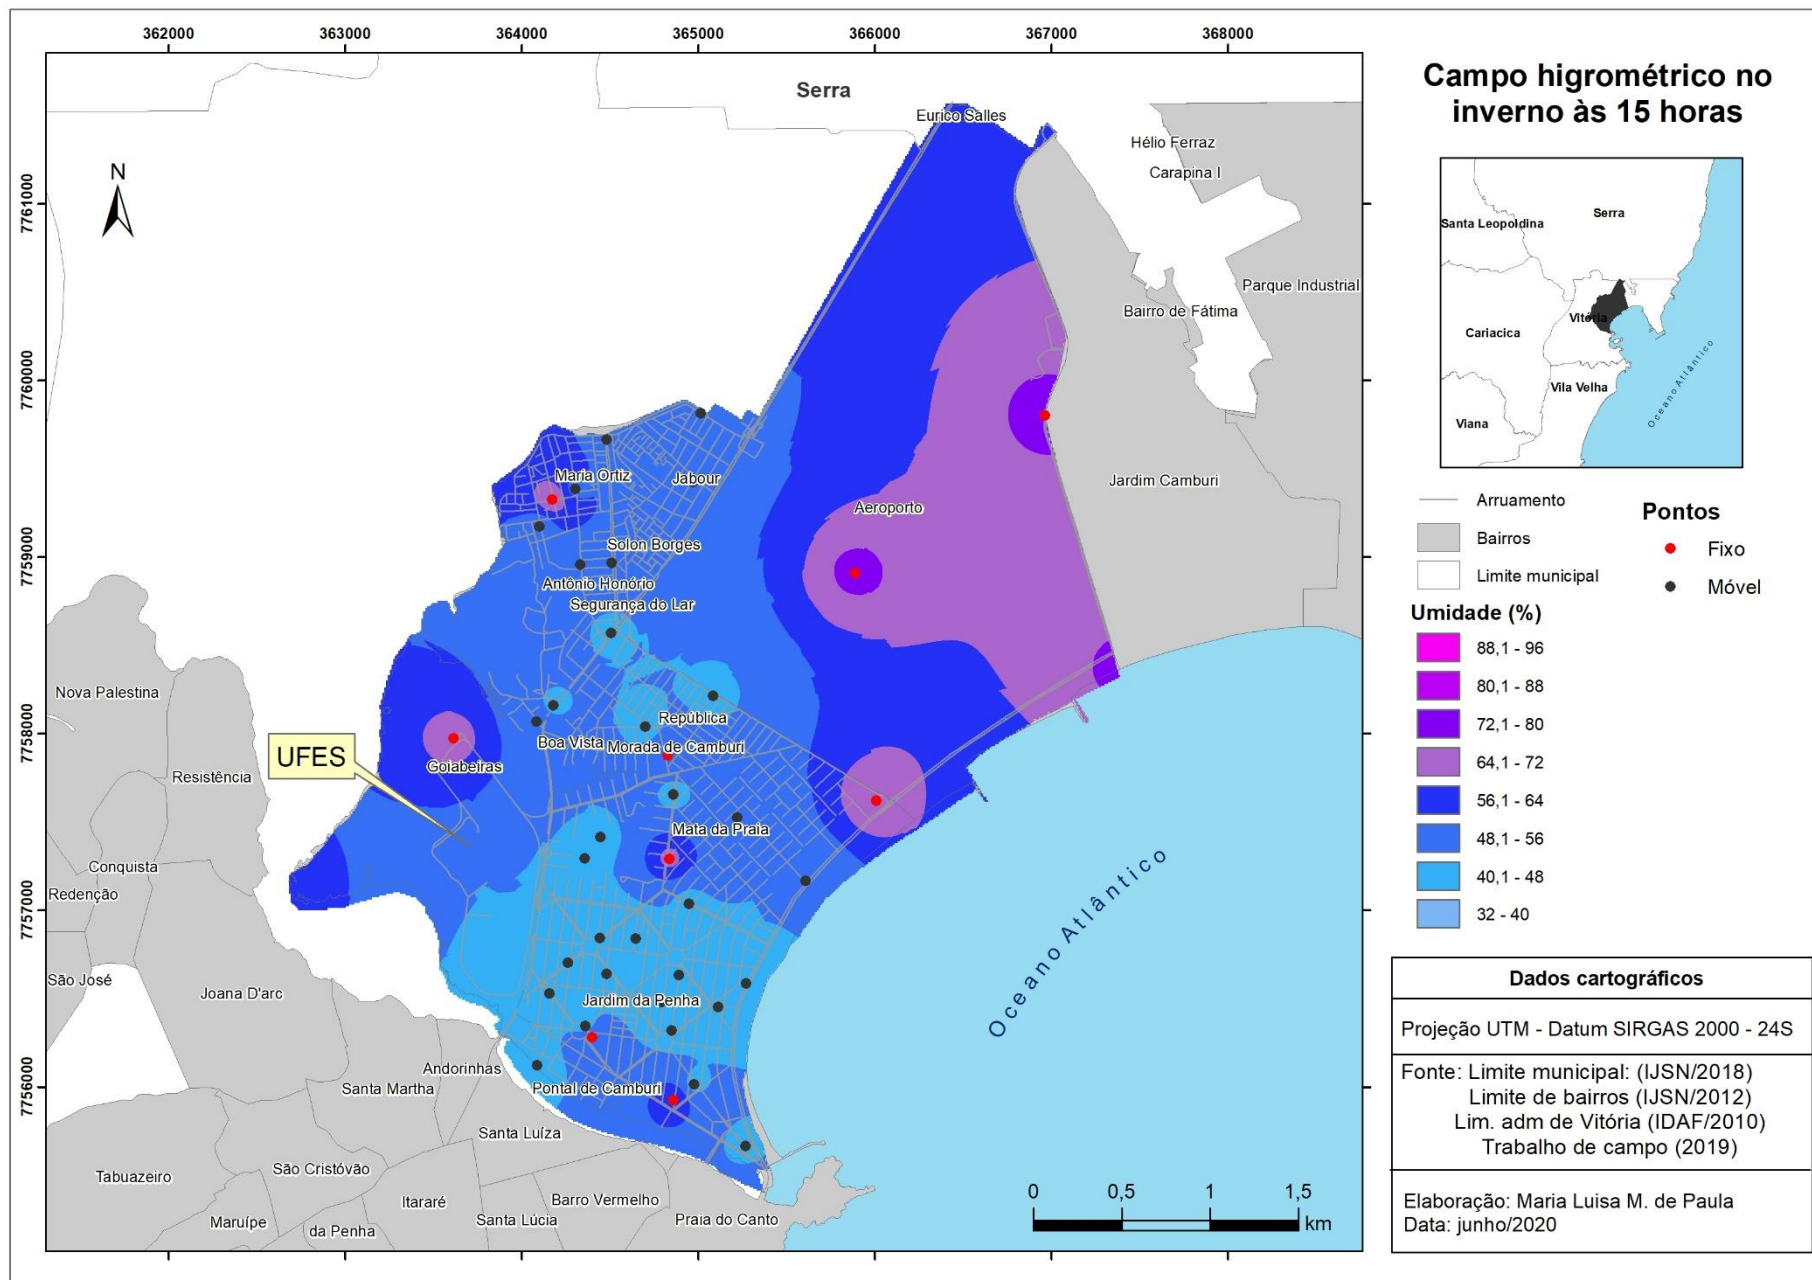 362000
363000
364000
365000
366000
367000
368000
7761000
7760000
7759000
7758000
7757000
7756000
N
Serra
Eurico Salles
Hélio Ferraz
Carapina I
Parque Industrial
Bairro de Fátima
Maria Ortiz
Jabour
Jardim Camburi
Aeroporto
Solon Borges
Antônio Honório
Segurança do Lar
Nova Palestina
República
Boa Vista
Morada de Camburi
Goiabeiras
Resistência
UFES
Mata da Praia
Conquista
Redenção
São José
Joana D'arc
Jardim da Penha
Oceano Atlântico
Andorinhas
Santa Martha
Pontal de Camburi
Santa Luíza
São Cristóvão
Tabuazeiro
Itararé
Barro Vermelho
Maruípe
da Penha
Santa Lúcia
Praia do Canto
0
0,5
1
1,5
km
Campo higrométrico no
inverno às 15 horas
Santa Leopoldina
Serra
Cariacica
Vitória
Vila Velha
Viana
Oceano Atlântico
Arruamento
Bairros
Limite municipal
Pontos
Fixo
Móvel
Umidade (%)
88,1 - 96
80,1 - 88
72,1 - 80
64,1 - 72
56,1 - 64
48,1 - 56
40,1 - 48
32 - 40
Dados cartográficos
Projeção UTM - Datum SIRGAS 2000 - 24S
Fonte: Limite municipal: (IJSN/2018)
Limite de bairros (IJSN/2012)
Lim. adm de Vitória (IDAF/2010)
Trabalho de campo (2019)
Elaboração: Maria Luisa M. de Paula
Data: junho/2020